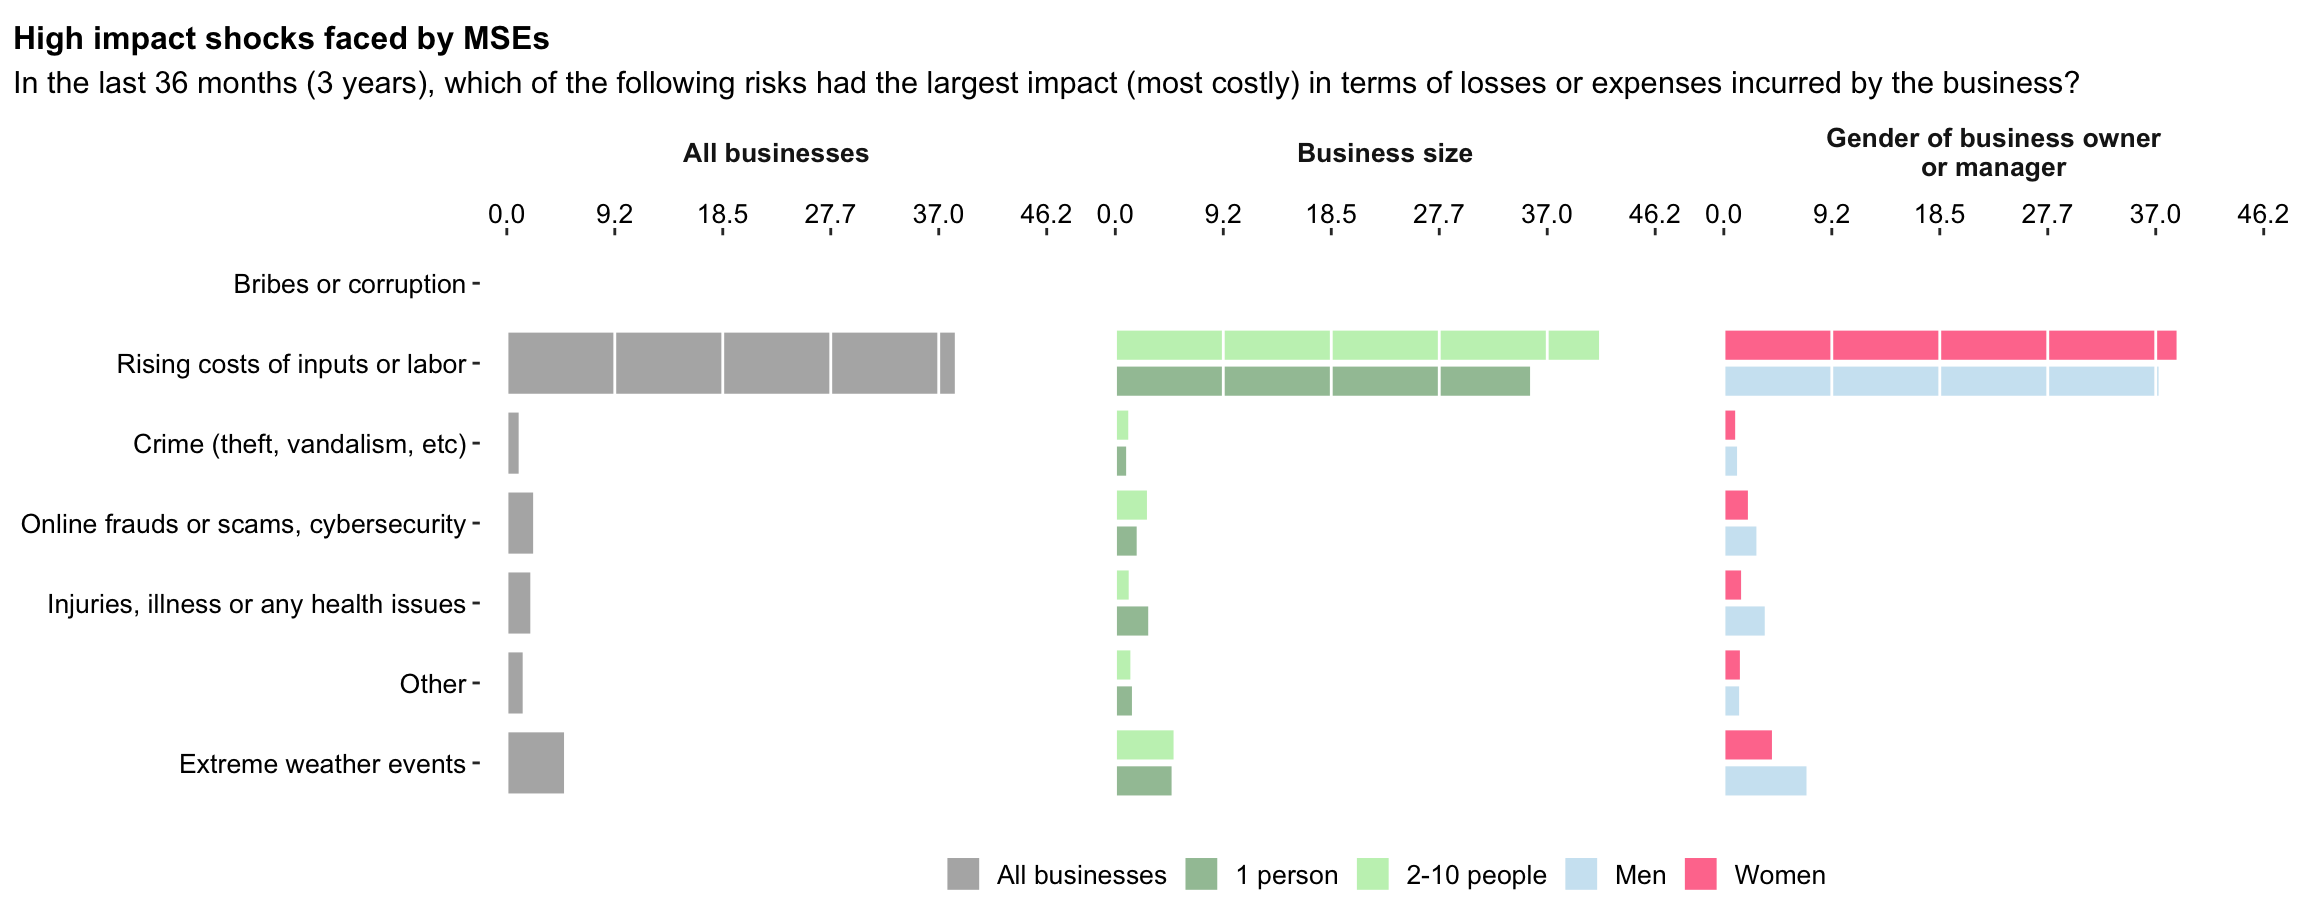 High impact shocks faced by MSEs
In the last 36 months (3 years), which of the following risks had the largest impact (most costly) in terms of losses or expenses incurred by the business?
All businesses
Business size
Gender of business owner
or manager
0.0 9.2 18.5 27.7 37.0 46.2 0.0 9.2 18.5 27.7 37.0 46.2 0.0 9.2 18.5 27.7 37.0 46.2
Bribes or corruption
Rising costs of inputs or labor
Crime (theft, vandalism, etc)
Online frauds or scams, cybersecurity
Injuries, illness or any health issues
Other
Extreme weather events
All businesses 1 person 2-10 people Men Women